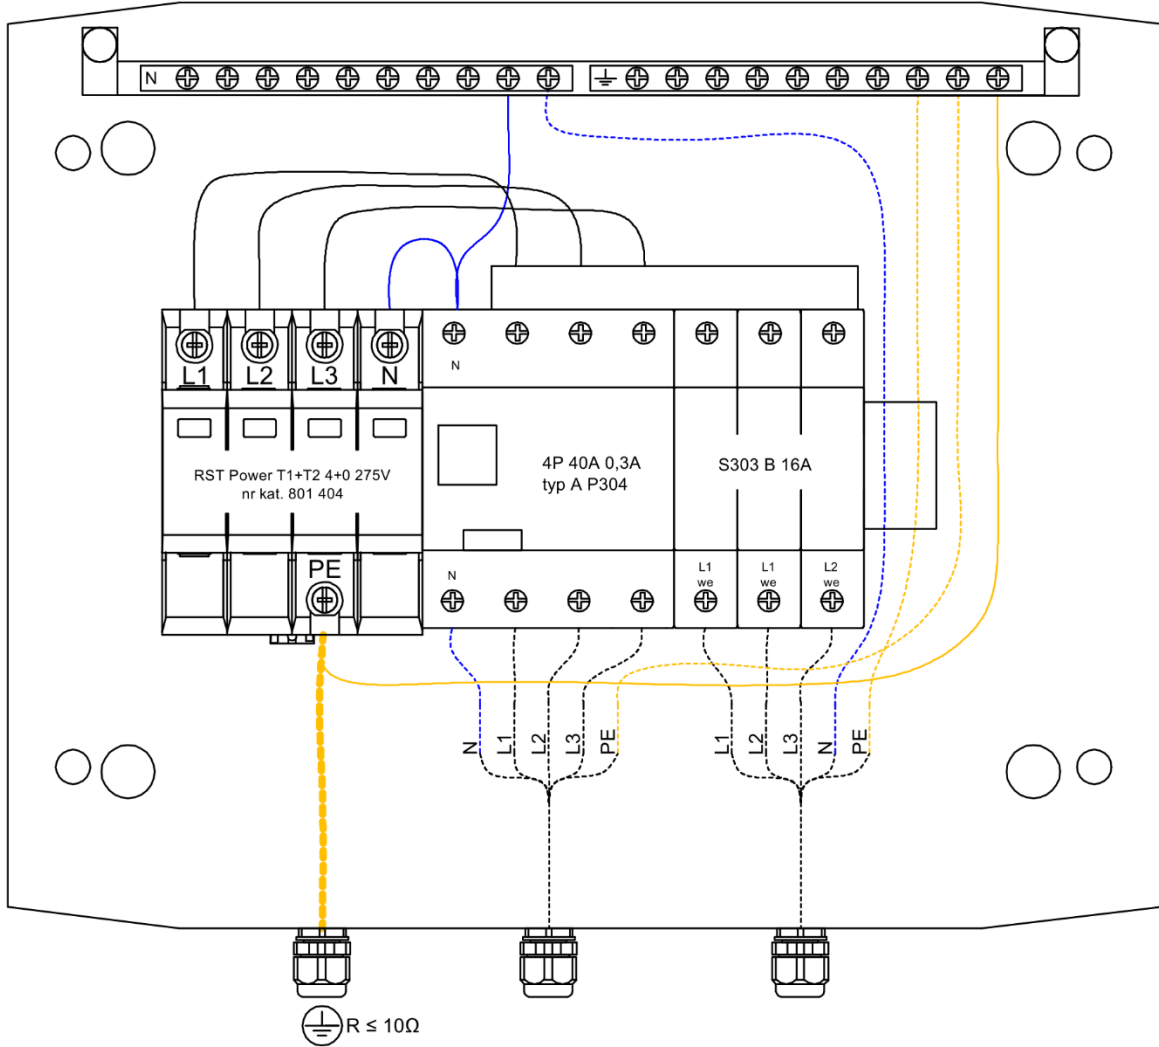 N
L1 L2 L3 N
N
RST Power T1+T2 4+0 275V
nr kat. 801 404
4P 40A 0,3A
typ A P304
S303 B 16A
PE
N
L1
we
L1
we
L2
we
N L1 L2 L3 PE
L1 L2 L3 N PE
R ≤ 10Ω